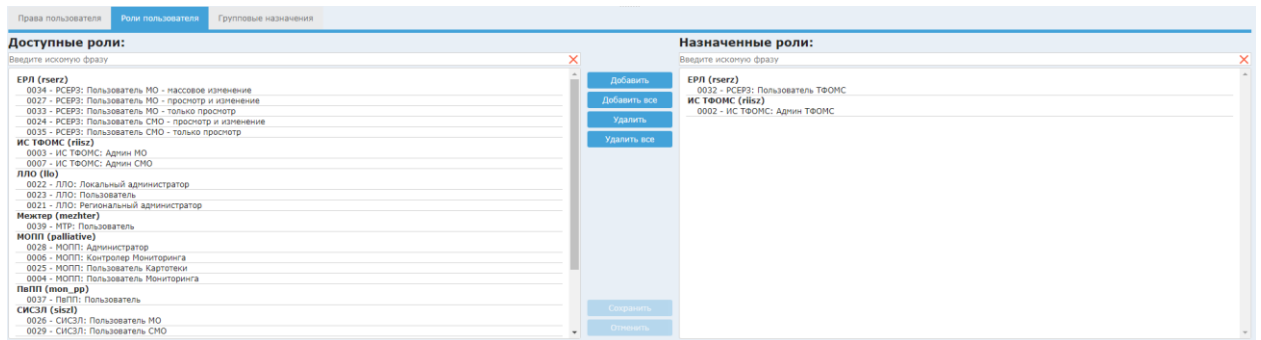 Права пользователя
Роли пользователя
Групповые назначения
Доступные роли:
Введите искомую фразу
ЕРЛ (rserz)
0034 - РСЕРЗ: Пользователь МО - массовое изменение
0027 - РСЕРЗ: Пользователь МО - просмотр и изменение
0033 - РСЕРЗ: Пользователь МО - только просмотр
0024 - РСЕРЗ: Пользователь СМО - просмотр и изменение
0035 - РСЕРЗ: Пользователь СМО - только просмотр
ИС ТФОМС (riisz)
0003 - ИС ТФОМС: Админ МО
0007 - ИС ТФОМС: Админ СМО
ЛЛО (llo)
0022 - ЛЛО: Локальный администратор
0023 - ЛЛО: Пользователь
0021 - ЛЛО: Региональный администратор
Межтер (mezhter)
0039 - МТР: Пользователь
МОПП (palliative)
0028 - МОПП: Администратор
0006 - МОПП: Контролер Мониторинга
0025 - МОПП: Пользователь Картотеки
0004 - МОПП: Пользователь Мониторинга
ПвПП (mon_pp)
0037 - ПвПП: Пользователь
СИСЗЛ (siszl)
0026 - СИСЗЛ: Пользователь МО
0029 - СИСЗЛ: Пользователь СМО
Добавить
Добавить все
Удалить
Удалить все
Сохранить
Отменить
Назначенные роли:
Введите искомую фразу
ЕРЛ (rserz)
0032 - РСЕРЗ: Пользователь ТФОМС
ИС ТФОМС (riisz)
0002 - ИС ТФОМС: Админ ТФОМС